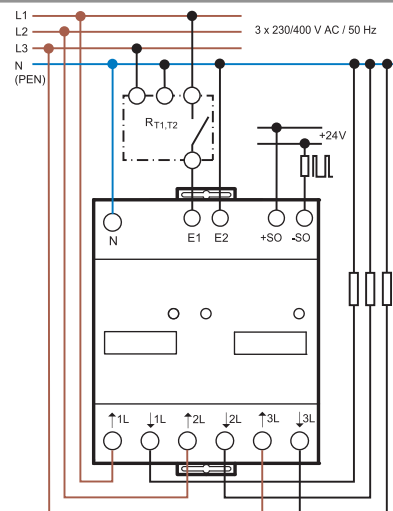 L1
L2
L3
N
(PEN)
3 x 230/400 V AC / 50 Hz
R_T1,T2
+24V
N
E1
E2
+SO
-SO
↑1L
↓1L
↑2L
↓2L
↑3L
↓3L